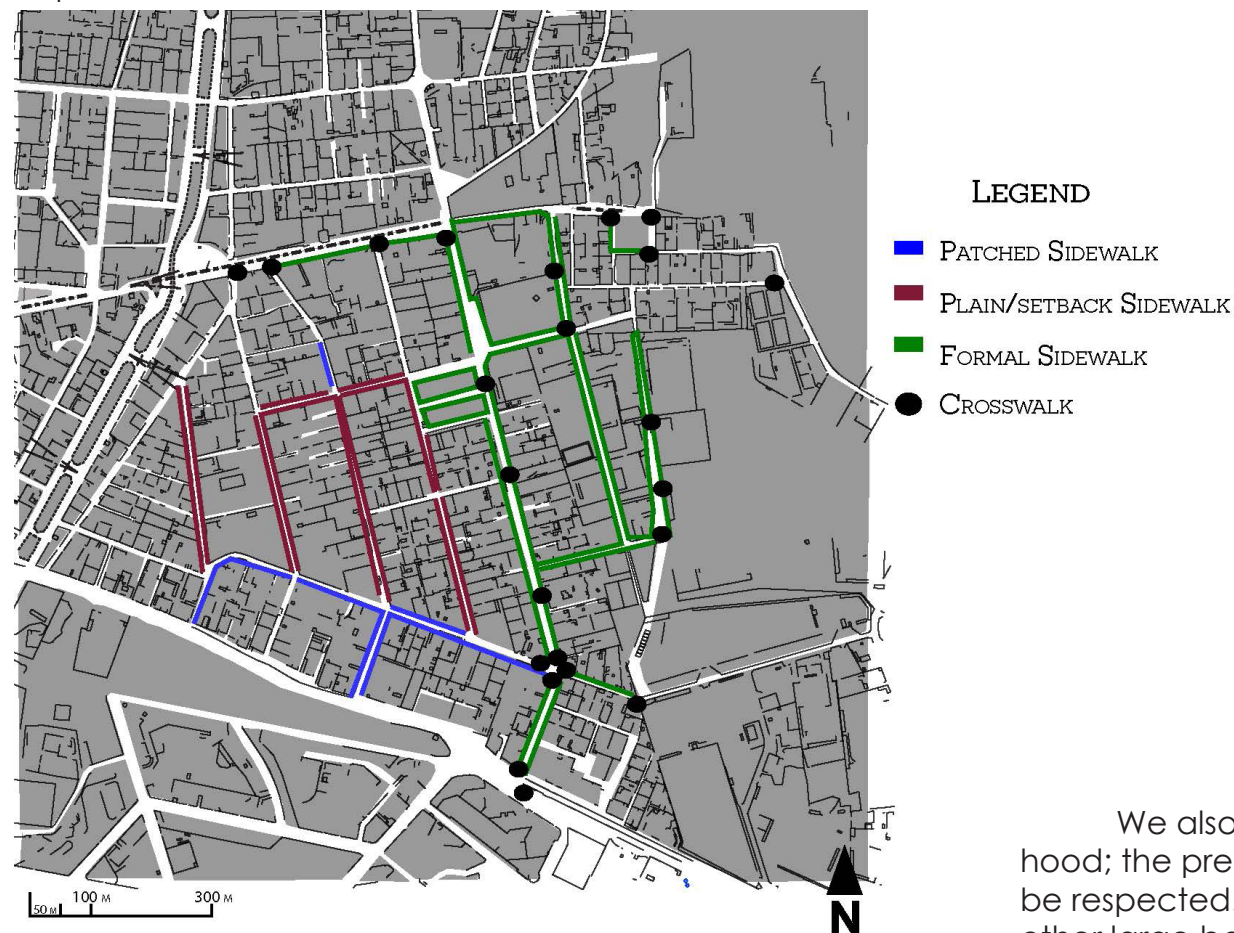 LEGEND
PATCHED SIDEWALK
PLAIN/SETBACK SIDEWALK
FORMAL SIDEWALK
CROSSWALK
We also
hood; the pre
be respected.
50 M
100 M
300 M
N